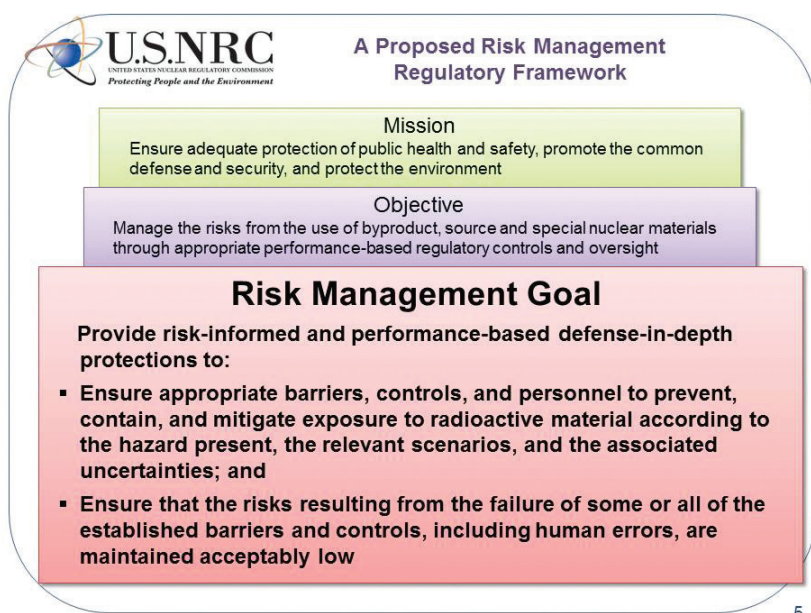 U.S.NRC
UNITED STATES NUCLEAR REGULATORY COMMISSION
Protecting People and the Environment
A Proposed Risk Management
Regulatory Framework
Mission
Ensure adequate protection of public health and safety, promote the common
defense and security, and protect the environment
Objective
Manage the risks from the use of byproduct, source and special nuclear materials
through appropriate performance-based regulatory controls and oversight
Risk Management Goal
Provide risk-informed and performance-based defense-in-depth
protections to:
▪ Ensure appropriate barriers, controls, and personnel to prevent,
contain, and mitigate exposure to radioactive material according to
the hazard present, the relevant scenarios, and the associated
uncertainties; and
▪ Ensure that the risks resulting from the failure of some or all of the
established barriers and controls, including human errors, are
maintained acceptably low
5